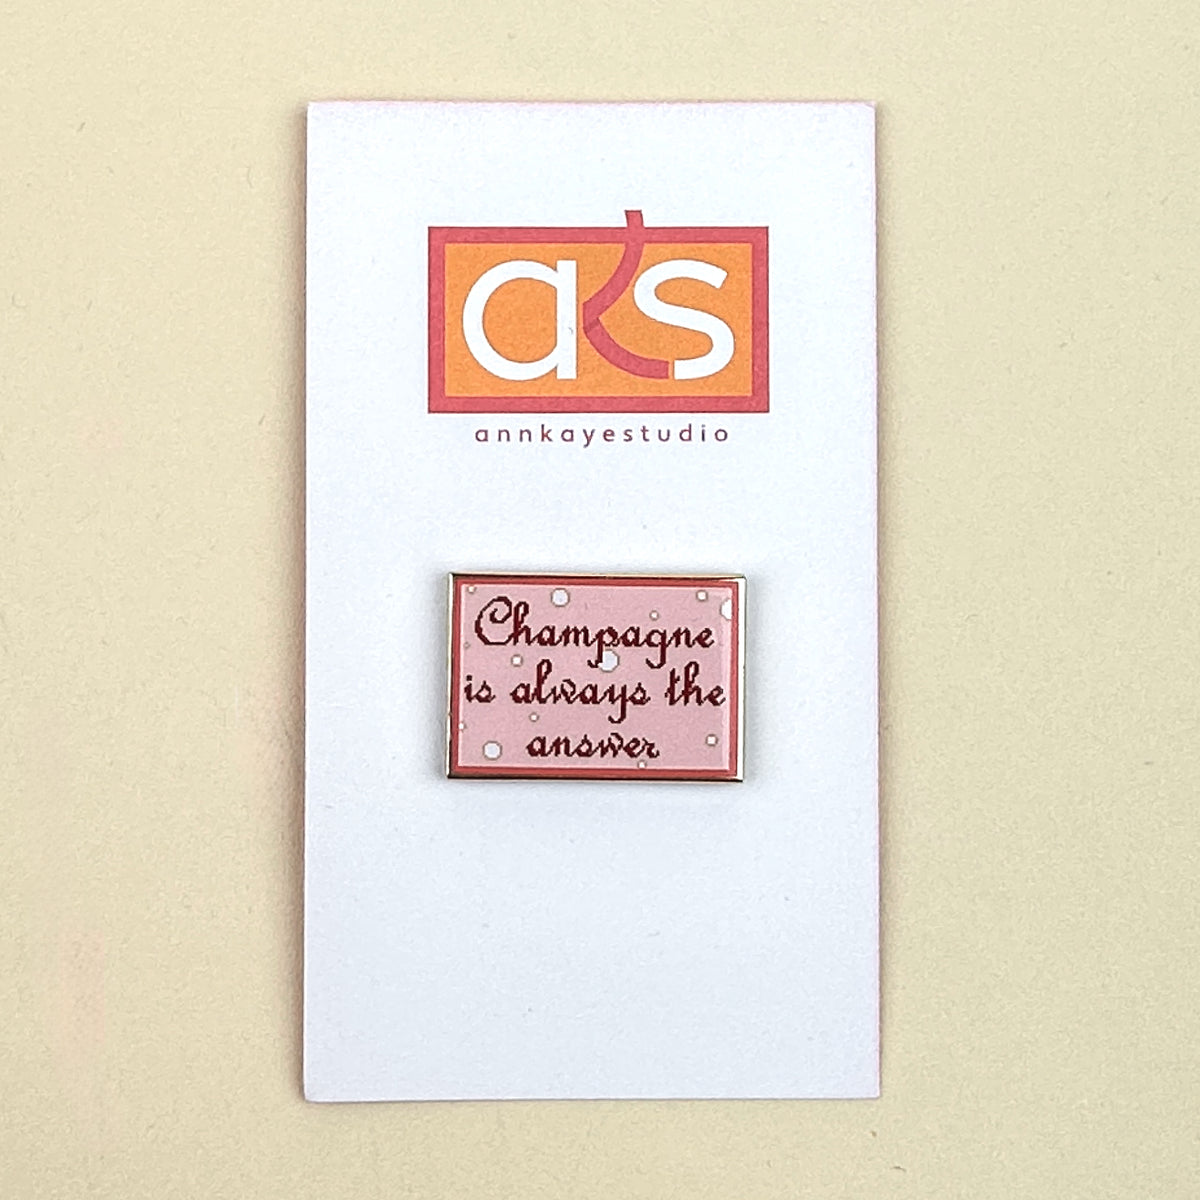 aks
annkayestudio
Champagne
is always the
answer